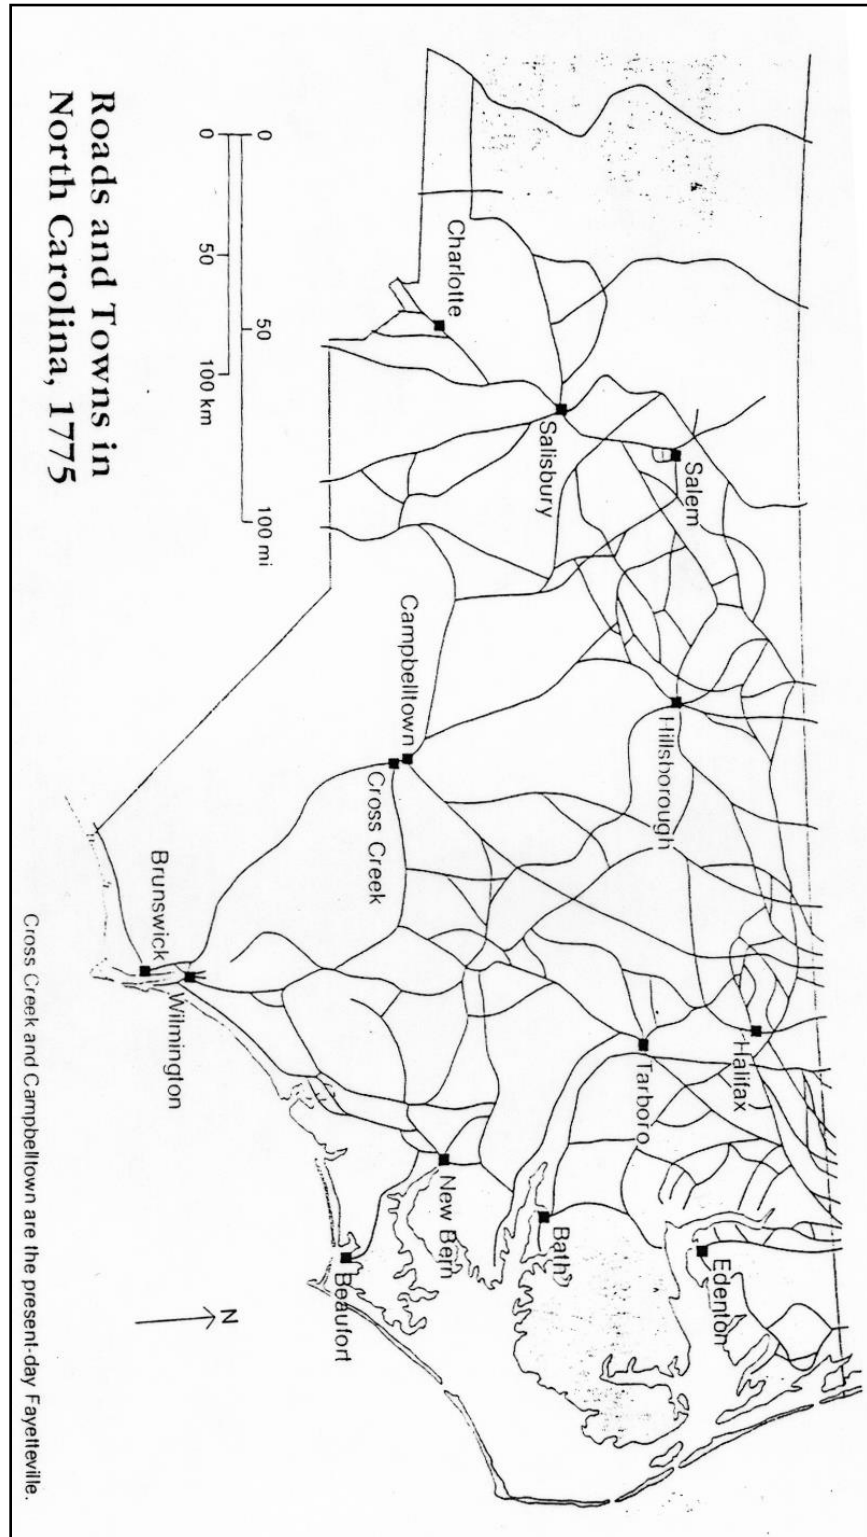 Roads and Towns in
North Carolina, 1775
0
50
100 mi
0
50
100 km
Charlotte
Salisbury
Salem
Campbelltown
Cross Creek
Hillsborough
Brunswick
Wilmington
Halifax
Tarboro
New Bern
Bath
Edenton
Beaufort
N
Cross Creek and Campbelltown are the present-day Fayetteville.